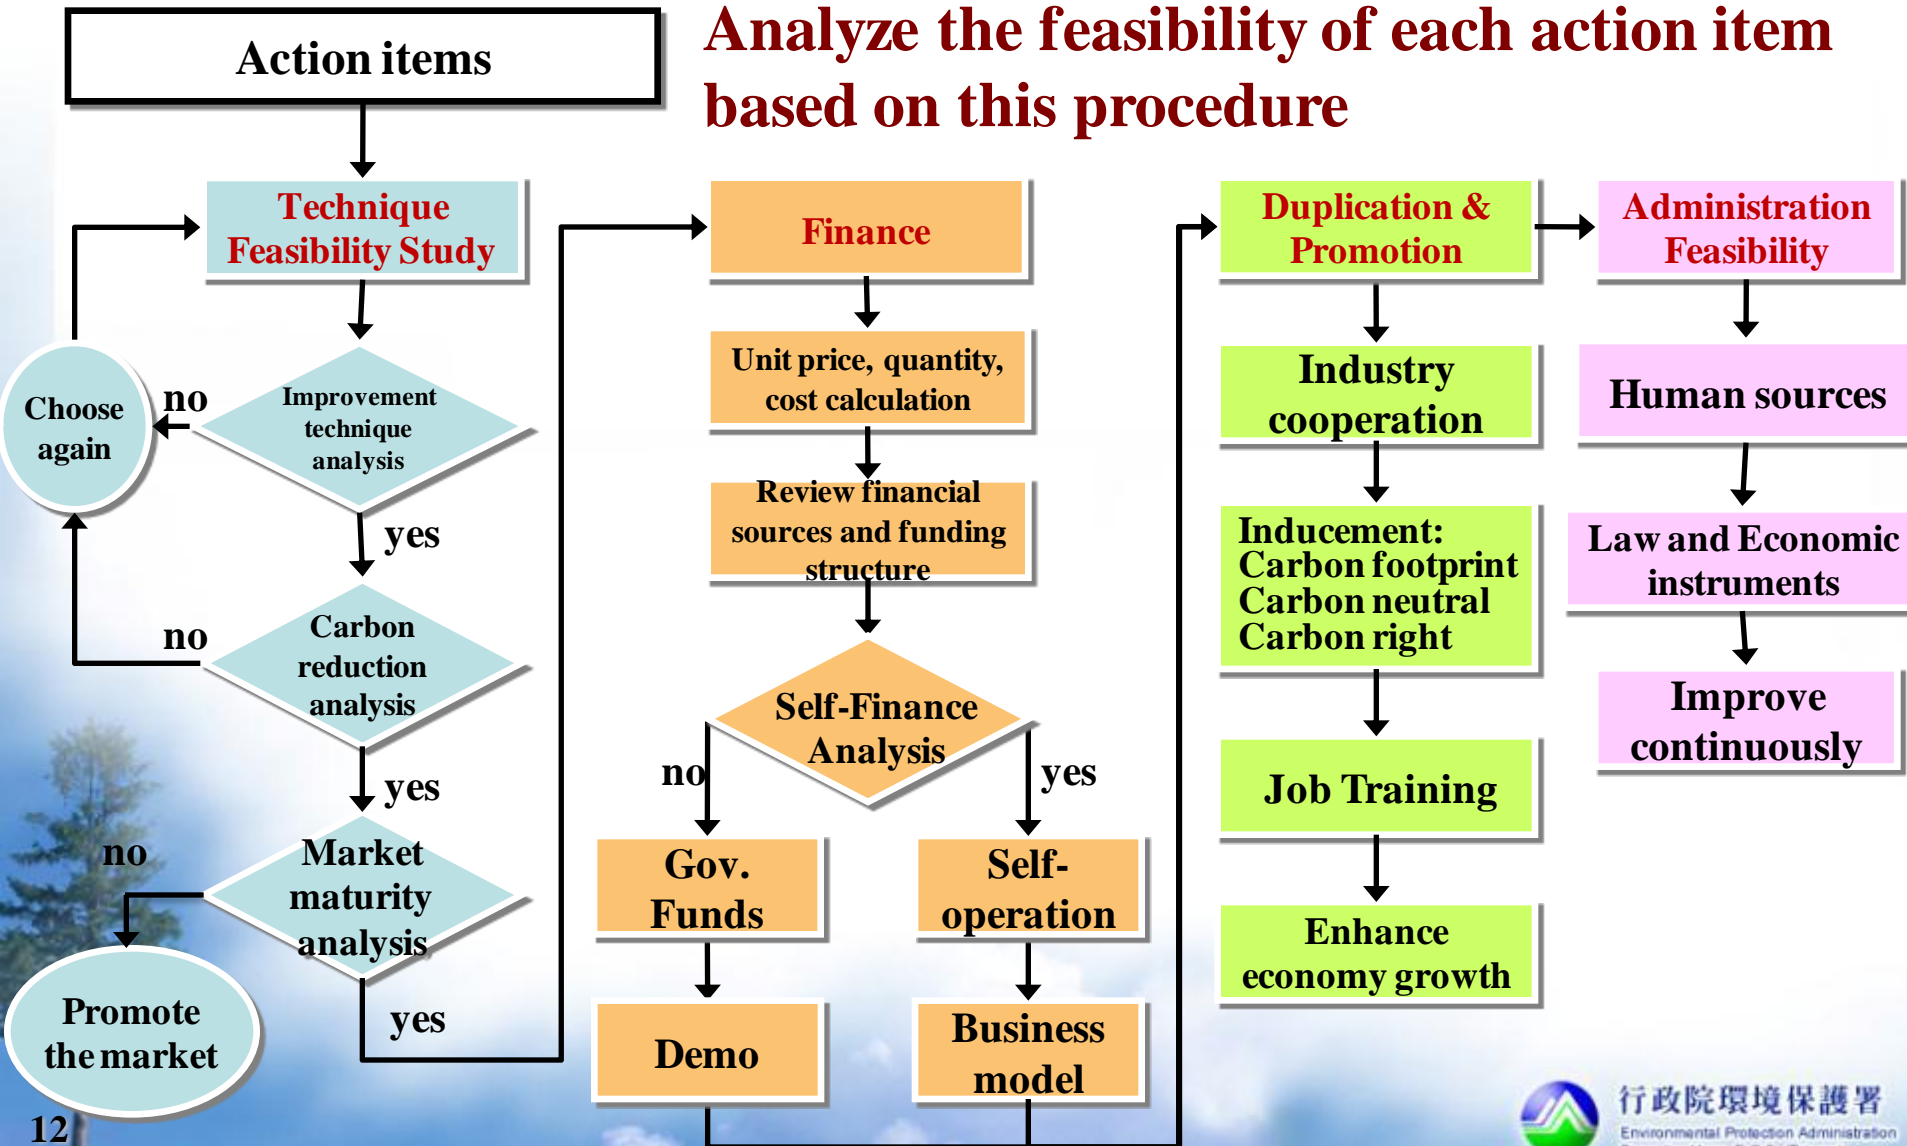 Action items
Analyze the feasibility of each action item
based on this procedure
Technique
Feasibility Study
Choose
again
no
Improvement
technique
analysis
yes
no
Carbon
reduction
analysis
yes
no
Market
maturity
analysis
yes
Promote
the market
Finance
Unit price, quantity,
cost calculation
Review financial
sources and funding
structure
Self-Finance
Analysis
no
yes
Gov.
Funds
Self-
operation
Demo
Business
model
Duplication &
Promotion
Industry
cooperation
Inducement:
Carbon footprint
Carbon neutral
Carbon right
Job Training
Enhance
economy growth
Administration
Feasibility
Human sources
Law and Economic
instruments
Improve
continuously
12
行政院環境保護署
Environmental Protection Administration